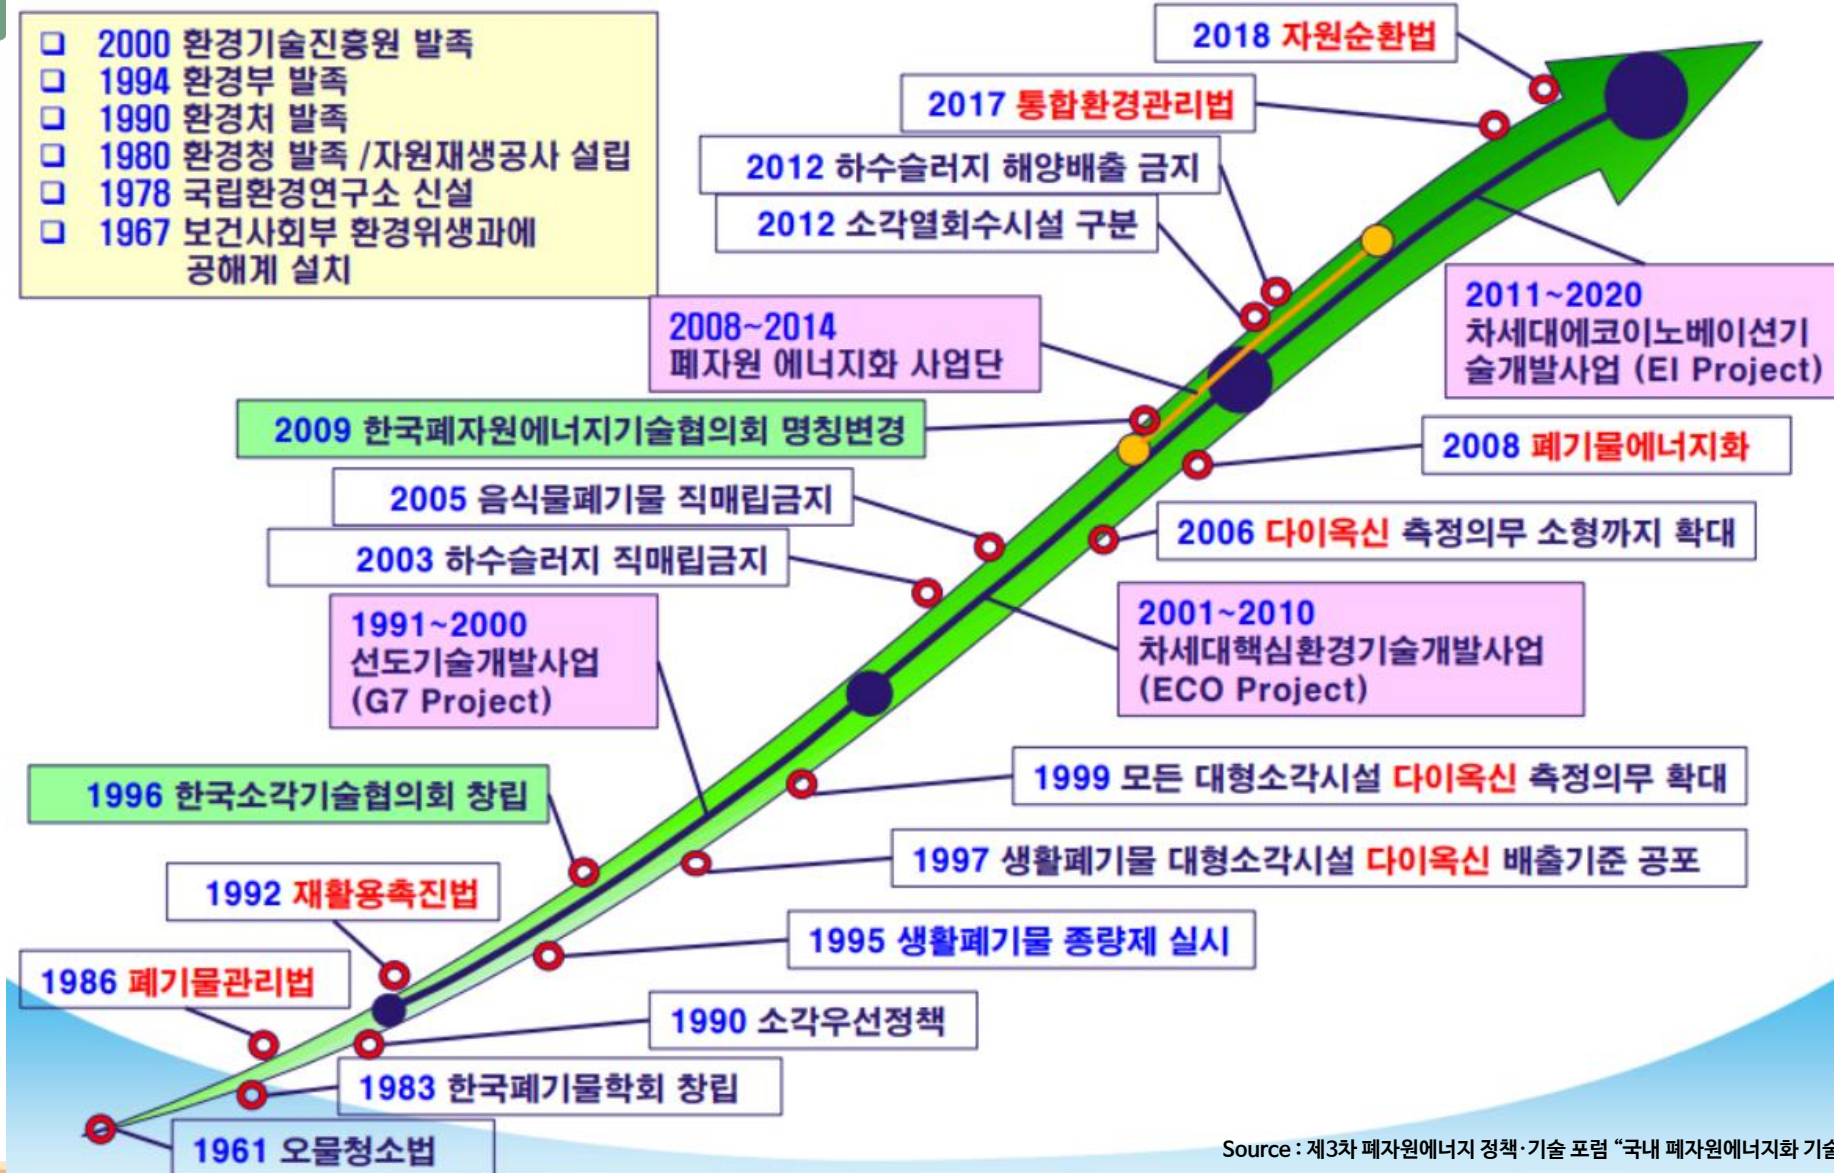 ❑ 2000 환경기술진흥원 발족
❑ 1994 환경부 발족
❑ 1990 환경처 발족
❑ 1980 환경청 발족 /자원재생공사 설립
❑ 1978 국립환경연구소 신설
❑ 1967 보건사회부 환경위생과에
공해계 설치
2018 자원순환법
2017 통합환경관리법
2012 하수슬러지 해양배출 금지
2012 소각열회수시설 구분
2011~2020
차세대에코이노베이션기
술개발사업 (EI Project)
2008~2014
폐자원 에너지화 사업단
2009 한국폐자원에너지기술협의회 명칭변경
2008 폐기물에너지화
2005 음식물폐기물 직매립금지
2006 다이옥신 측정의무 소형까지 확대
2003 하수슬러지 직매립금지
1991~2000
선도기술개발사업
(G7 Project)
2001~2010
차세대핵심환경기술개발사업
(ECO Project)
1999 모든 대형소각시설 다이옥신 측정의무 확대
1996 한국소각기술협의회 창립
1997 생활폐기물 대형소각시설 다이옥신 배출기준 공포
1992 재활용촉진법
1995 생활폐기물 종량제 실시
1986 폐기물관리법
1990 소각우선정책
1983 한국폐기물학회 창립
1961 오물청소법
Source : 제3차 폐자원에너지 정책·기술 포럼 “국내 폐자원에너지화 기술